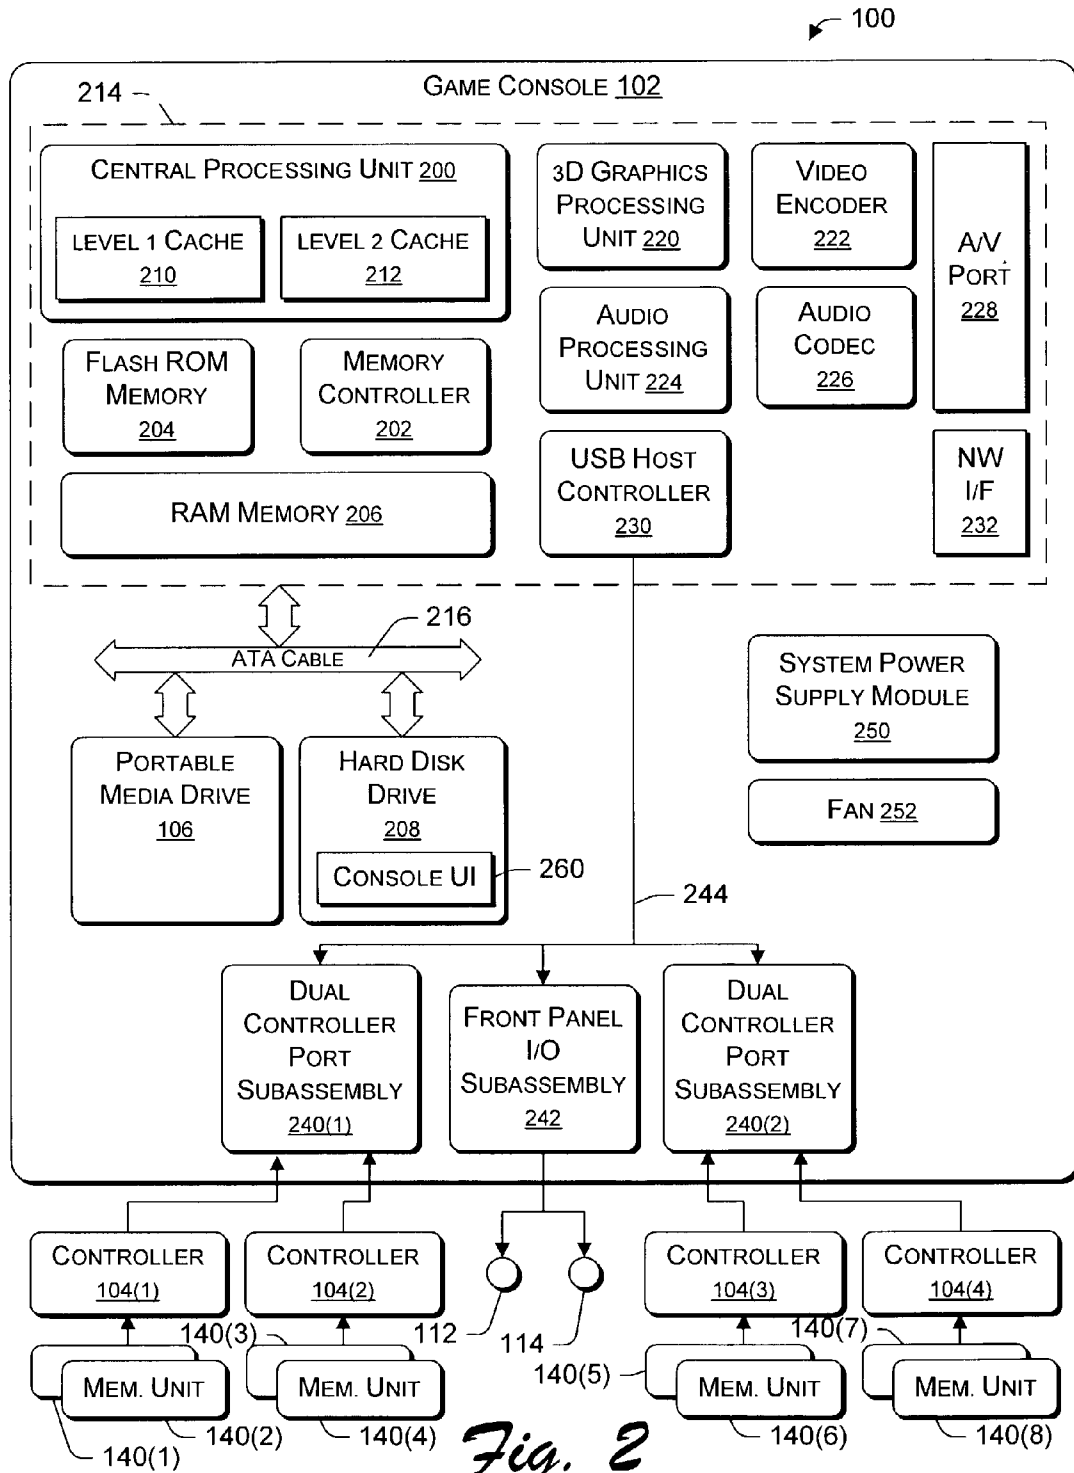 100
GAME CONSOLE 102
214
CENTRAL PROCESSING UNIT 200
LEVEL 1 CACHE
210
LEVEL 2 CACHE
212
3D GRAPHICS
PROCESSING
UNIT 220
VIDEO
ENCODER
222
A/V
PORT
228
AUDIO
PROCESSING
UNIT 224
AUDIO
CODEC
226
FLASH ROM
MEMORY
204
MEMORY
CONTROLLER
202
USB HOST
CONTROLLER
230
NW
I/F
232
RAM MEMORY 206
216
ATA CABLE
SYSTEM POWER
SUPPLY MODULE
250
PORTABLE
MEDIA DRIVE
106
HARD DISK
DRIVE
208
CONSOLE UI
260
FAN 252
244
DUAL
CONTROLLER
PORT
SUBASSEMBLY
240(1)
FRONT PANEL
I/O
SUBASSEMBLY
242
DUAL
CONTROLLER
PORT
SUBASSEMBLY
240(2)
CONTROLLER
104(1)
CONTROLLER
104(2)
CONTROLLER
104(3)
CONTROLLER
104(4)
112
114
140(3)
140(5)
140(7)
MEM. UNIT
MEM. UNIT
MEM. UNIT
MEM. UNIT
140(1)
140(2)
140(4)
140(6)
140(8)
Fig. 2